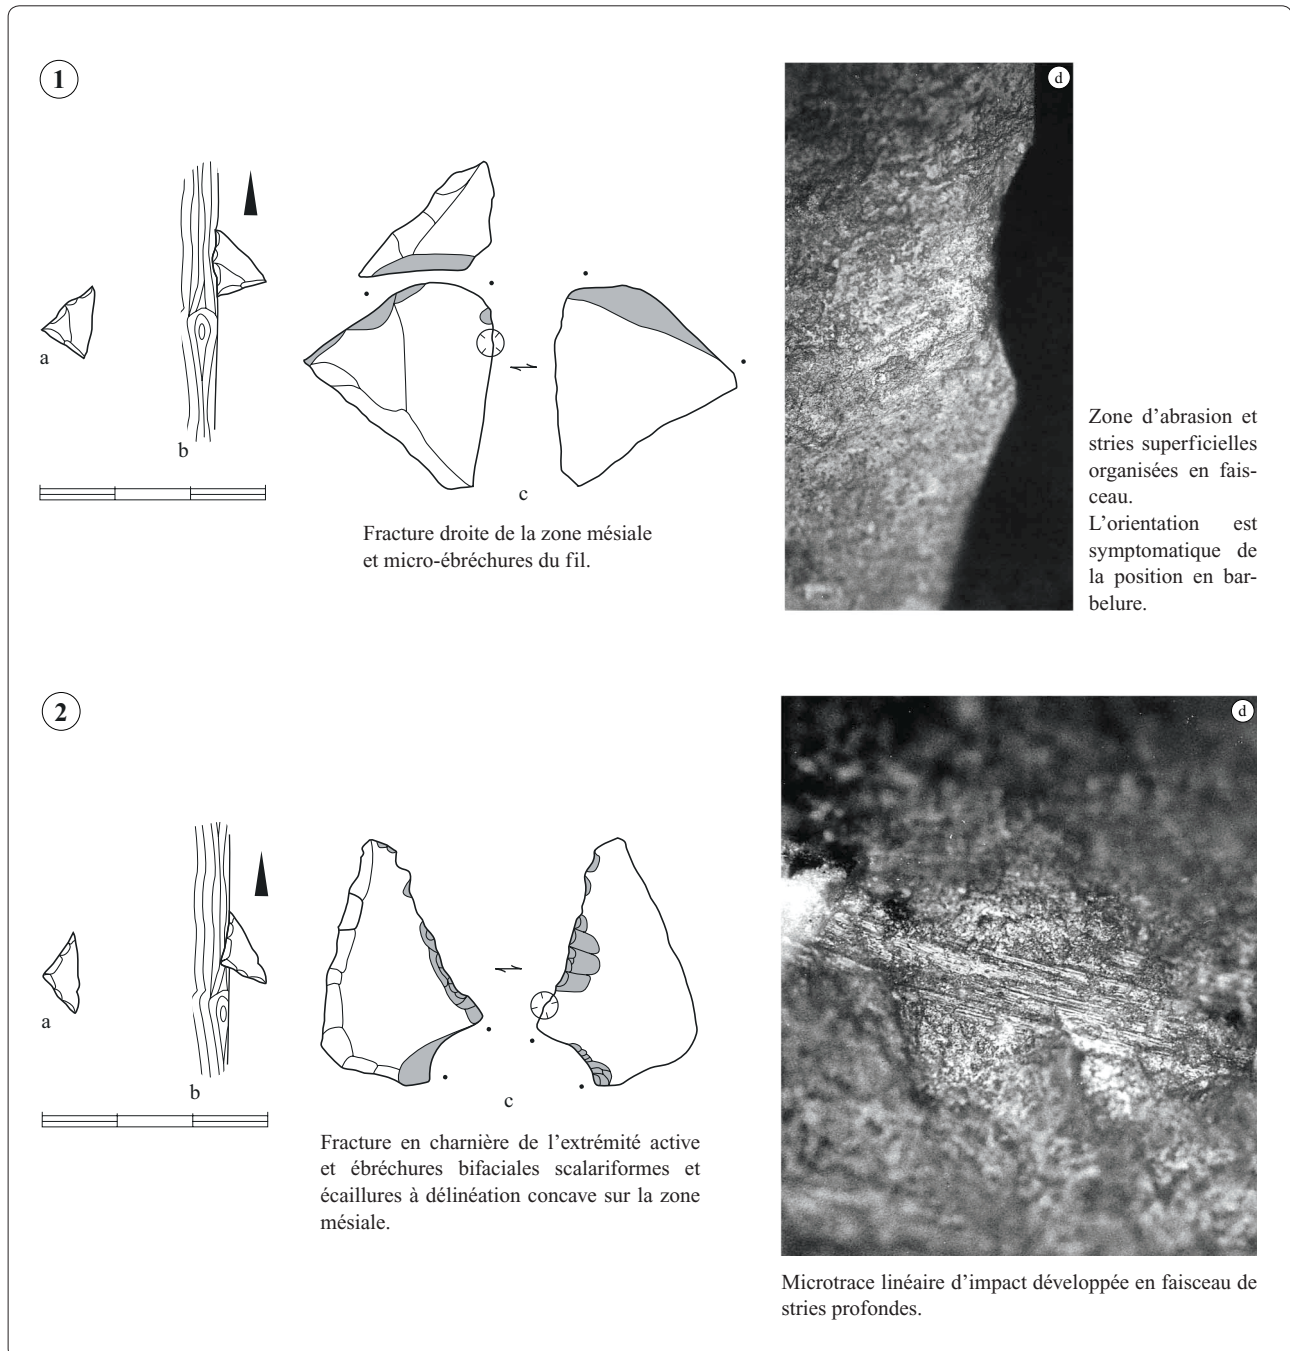 1
d
a
b
c
Fracture droite de la zone mésiale
et micro-ébréchures du fil.
Zone d’abrasion et
stries superficielles
organisées en fais-
ceau.
L’orientation est
symptomatique de
la position en bar-
belure.
2
d
a
b
c
Fracture en charnière de l’extrémité active
et ébréchures bifaciales scalariformes et
écaillures à délinéation concave sur la zone
mésiale.
Microtrace linéaire d’impact développée en faisceau de
stries profondes.